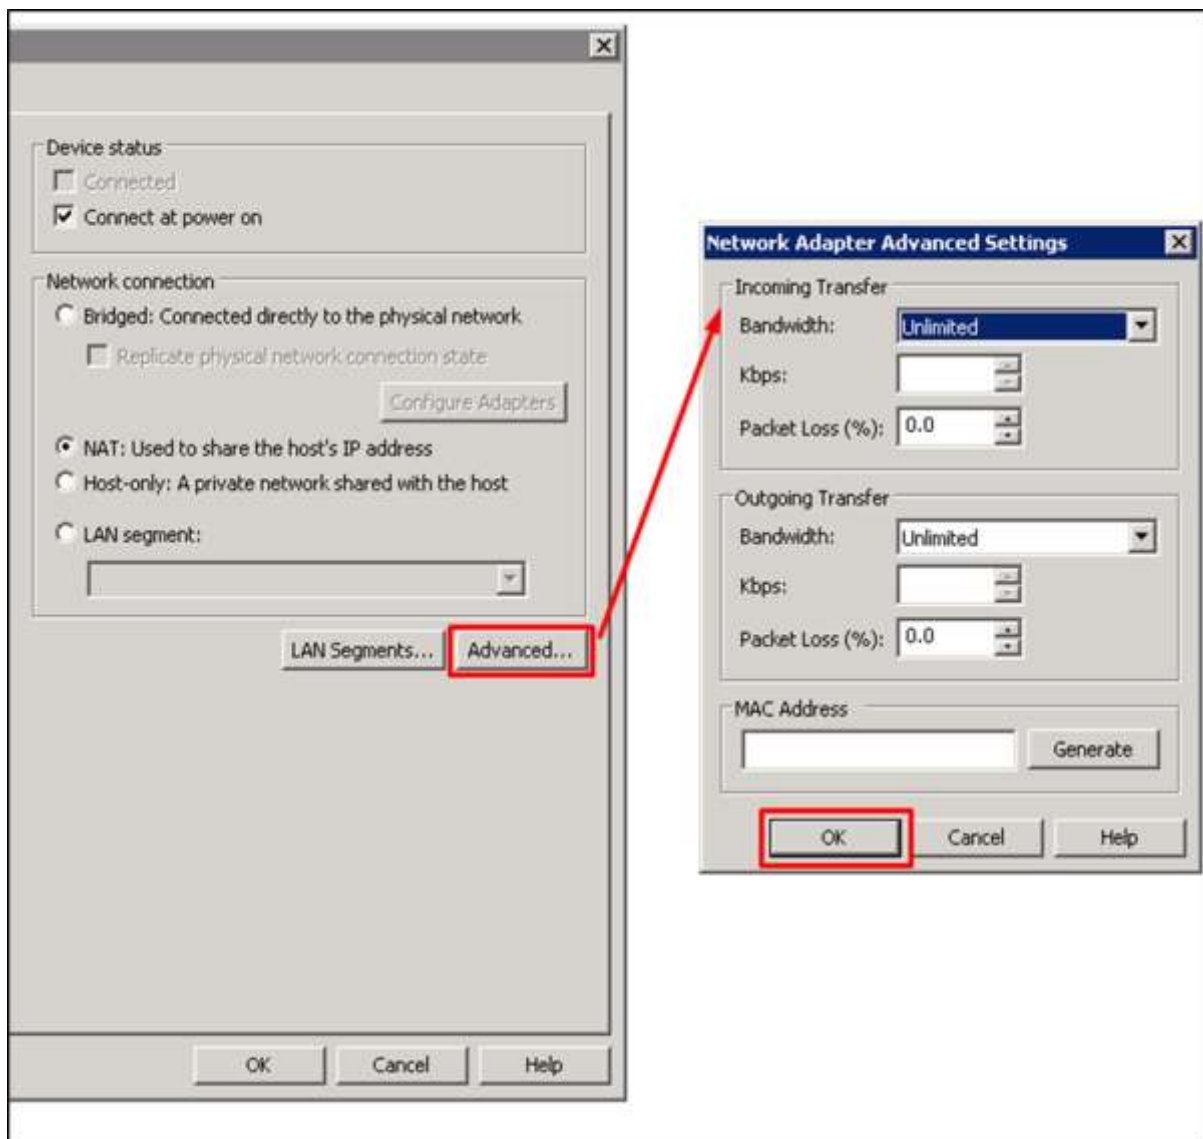 Device status
Connected
Connect at power on
Network connection
Bridged: Connected directly to the physical network
Replicate physical network connection state
Configure Adapters
NAT: Used to share the host's IP address
Host-only: A private network shared with the host
LAN segment:
LAN Segments...
Advanced...
OK
Cancel
Help
Network Adapter Advanced Settings
Incoming Transfer
Bandwidth: Unlimited
Kbps:
Packet Loss (%): 0.0
Outgoing Transfer
Bandwidth: Unlimited
Kbps:
Packet Loss (%): 0.0
MAC Address
Generate
OK
Cancel
Help